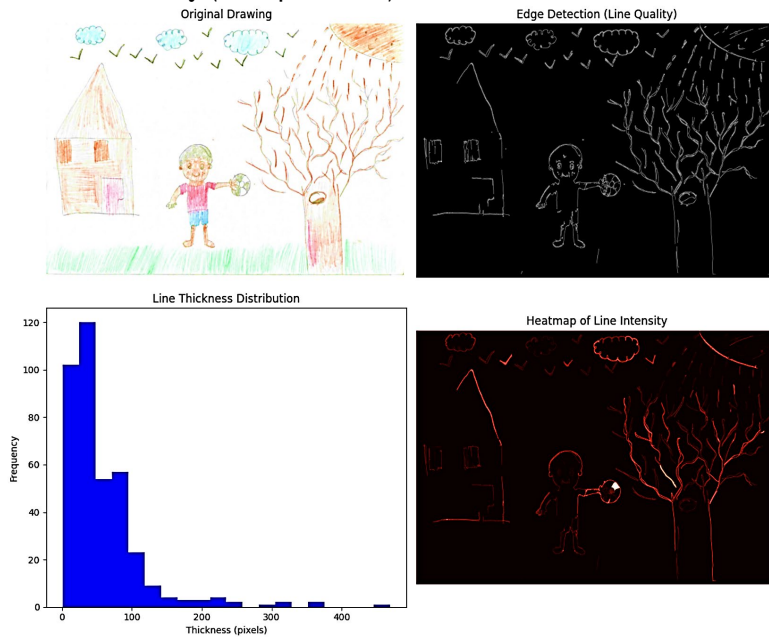 Original Drawing
Edge Detection (Line Quality)
Line Thickness Distribution
120
100
80
60
40
20
0
Frequency
0
100
200
300
400
Thickness (pixels)
Heatmap of Line Intensity